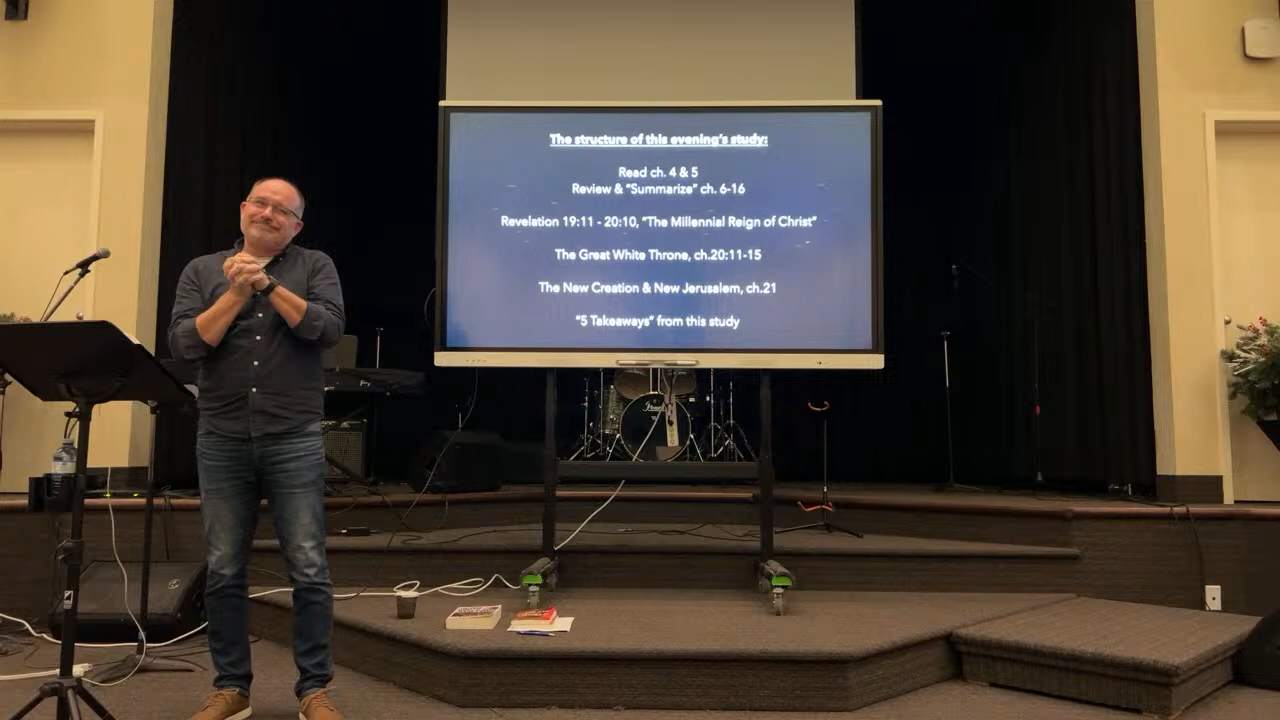 The structure of this evening's study:
Read ch. 4 & 5
Review & "Summarize" ch. 6-16
Revelation 19:11 - 20:10, "The Millennial Reign of Christ"
The Great White Throne, ch.20:11-15
The New Creation & New Jerusalem, ch.21
"5 Takeaways" from this study